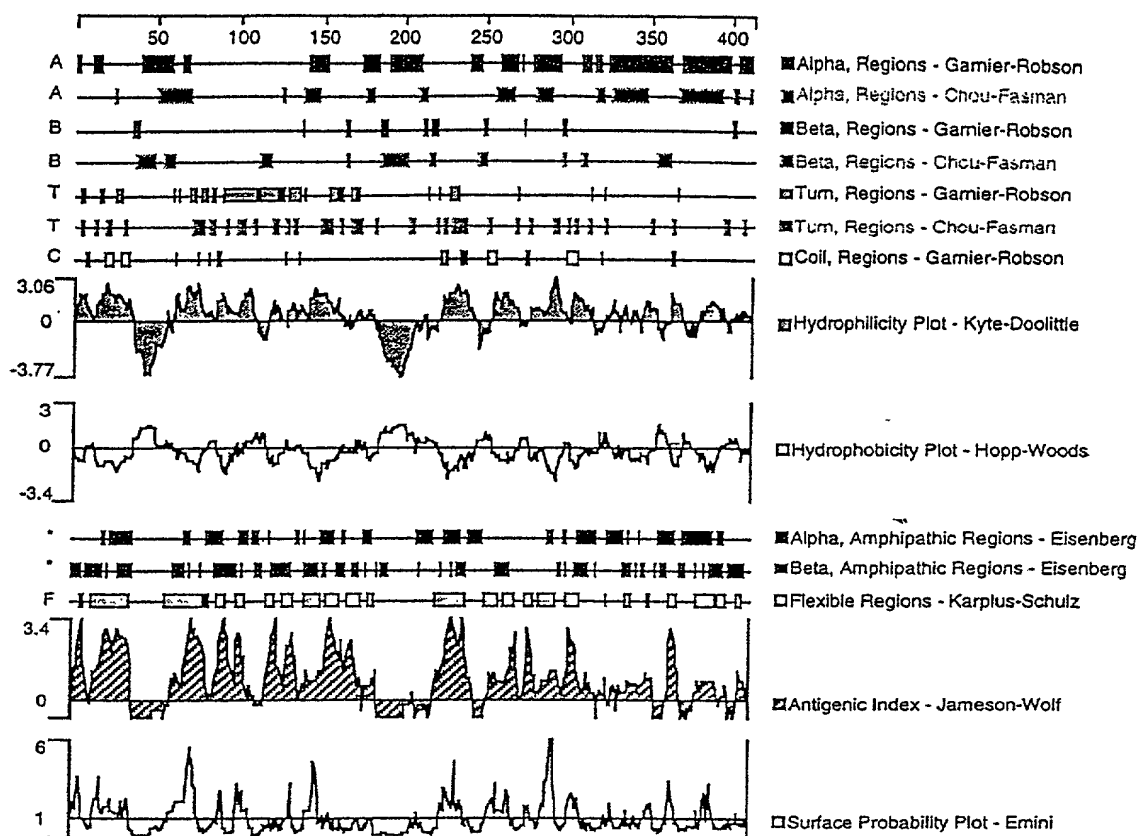 50 100 150 200 250 300 350 400
A Alpha, Regions - Garnier-Robson
A Alpha, Regions - Chou-Fasman
B Beta, Regions - Garnier-Robson
B Beta, Regions - Chou-Fasman
T Turn, Regions - Garnier-Robson
T Turn, Regions - Chou-Fasman
C Coil, Regions - Garnier-Robson
3.06
0 Hydrophilicity Plot - Kyte-Doolittle
-3.77
3
0 Hydrophobicity Plot - Hopp-Woods
-3.4
* Alpha, Amphipathic Regions - Eisenberg
* Beta, Amphipathic Regions - Eisenberg
F Flexible Regions - Karplus-Schulz
3.4
0 Antigenic Index - Jameson-Wolf
6
1 Surface Probability Plot - Emini